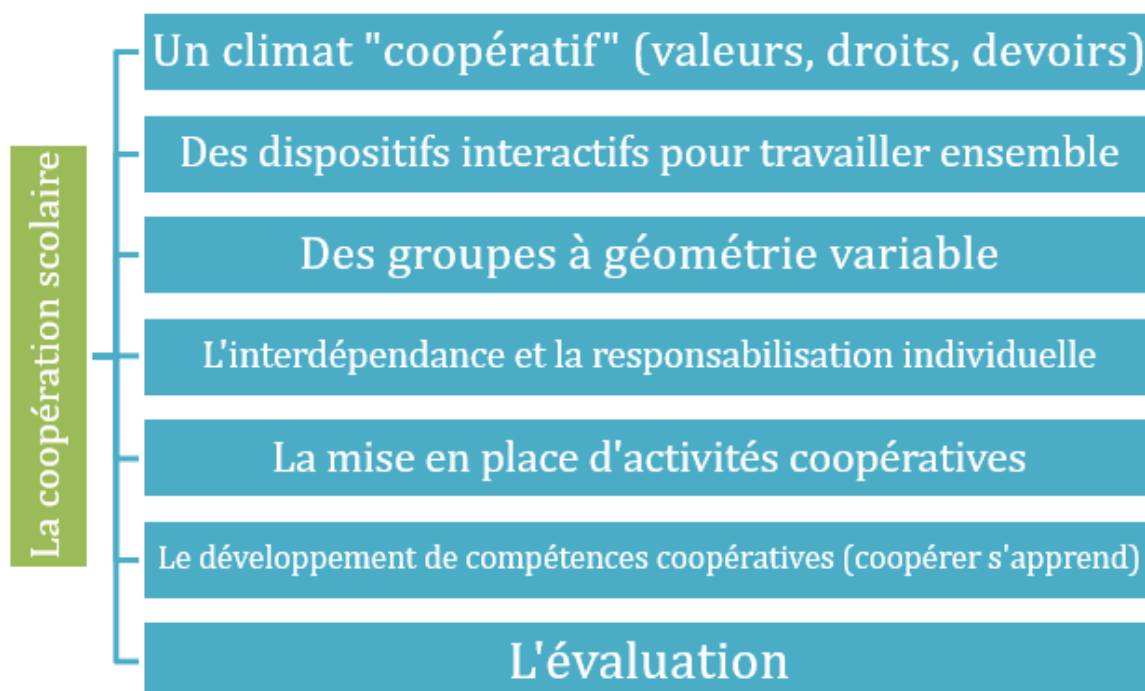 La coopération scolaire
Un climat "coopératif" (valeurs, droits, devoirs)
Des dispositifs interactifs pour travailler ensemble
Des groupes à géométrie variable
L'interdépendance et la responsabilisation individuelle
La mise en place d'activités coopératives
Le développement de compétences coopératives (coopérer s'apprend)
L'évaluation